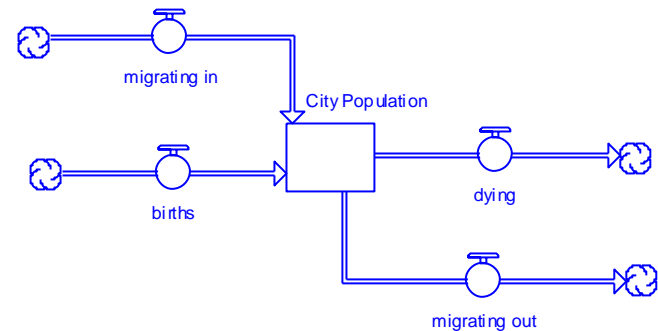 migrating in
City Population
births
dying
migrating out